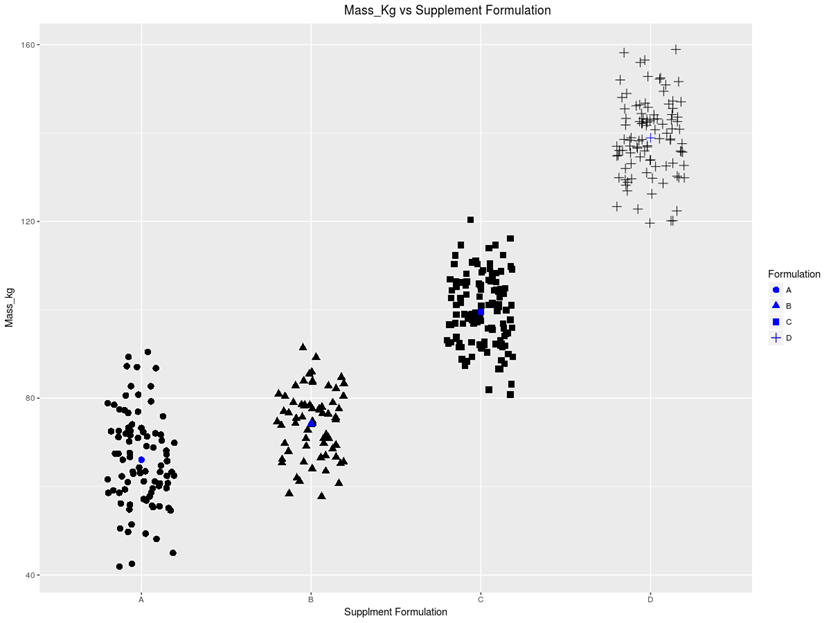 Mass_Kg vs Supplement Formulation
160
120
80
40
Mass_kg
A
B
C
D
Supplment Formulation
Formulation
A
B
C
D